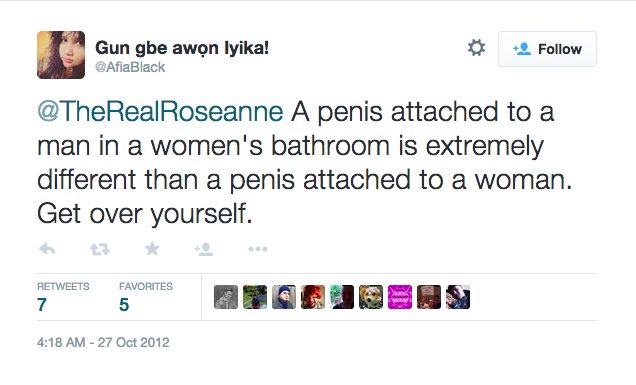 Gun gbe awọn Iyika!
@AfiaBlack
Follow
@TheRealRoseanne A penis attached to a
man in a women's bathroom is extremely
different than a penis attached to a woman.
Get over yourself.
RETWEETS
FAVORITES
7
5
4:18 AM - 27 Oct 2012